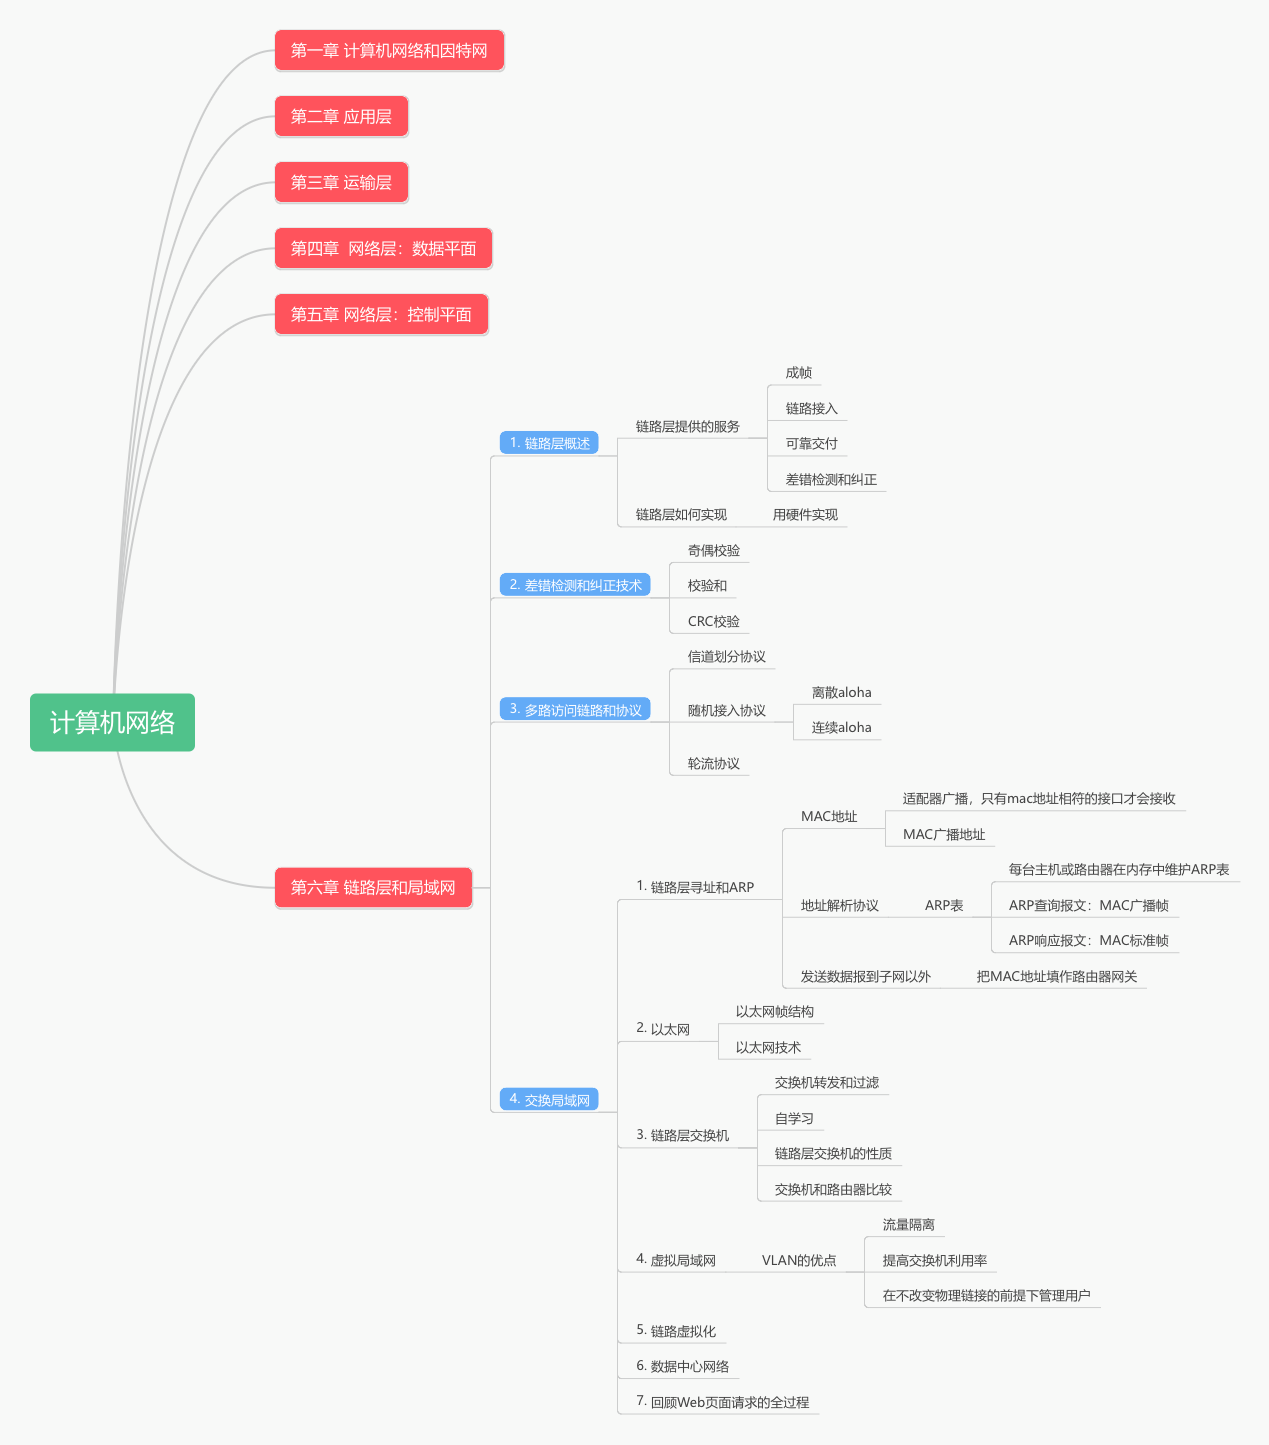 第一章 计算机网络和因特网
第二章 应用层
第三章 运输层
第四章 网络层：数据平面
第五章 网络层：控制平面
计算机网络
第六章 链路层和局域网
1. 链路层概述
链路层提供的服务
成帧
链路接入
可靠交付
差错检测和纠正
链路层如何实现
用硬件实现
2. 差错检测和纠正技术
奇偶校验
校验和
CRC校验
3. 多路访问链路和协议
信道划分协议
随机接入协议
离散aloha
连续aloha
轮流协议
4. 交换局域网
1. 链路层寻址和ARP
MAC地址
适配器广播，只有mac地址相符的接口才会接收
MAC广播地址
地址解析协议
ARP表
每台主机或路由器在内存中维护ARP表
ARP查询报文：MAC广播帧
ARP响应报文：MAC标准帧
发送数据报到子网以外
把MAC地址填作路由器网关
2. 以太网
以太网帧结构
以太网技术
3. 链路层交换机
交换机转发和过滤
自学习
链路层交换机的性质
交换机和路由器比较
4. 虚拟局域网
VLAN的优点
流量隔离
提高交换机利用率
在不改变物理链接的前提下管理用户
5. 链路虚拟化
6. 数据中心网络
7. 回顾Web页面请求的全过程